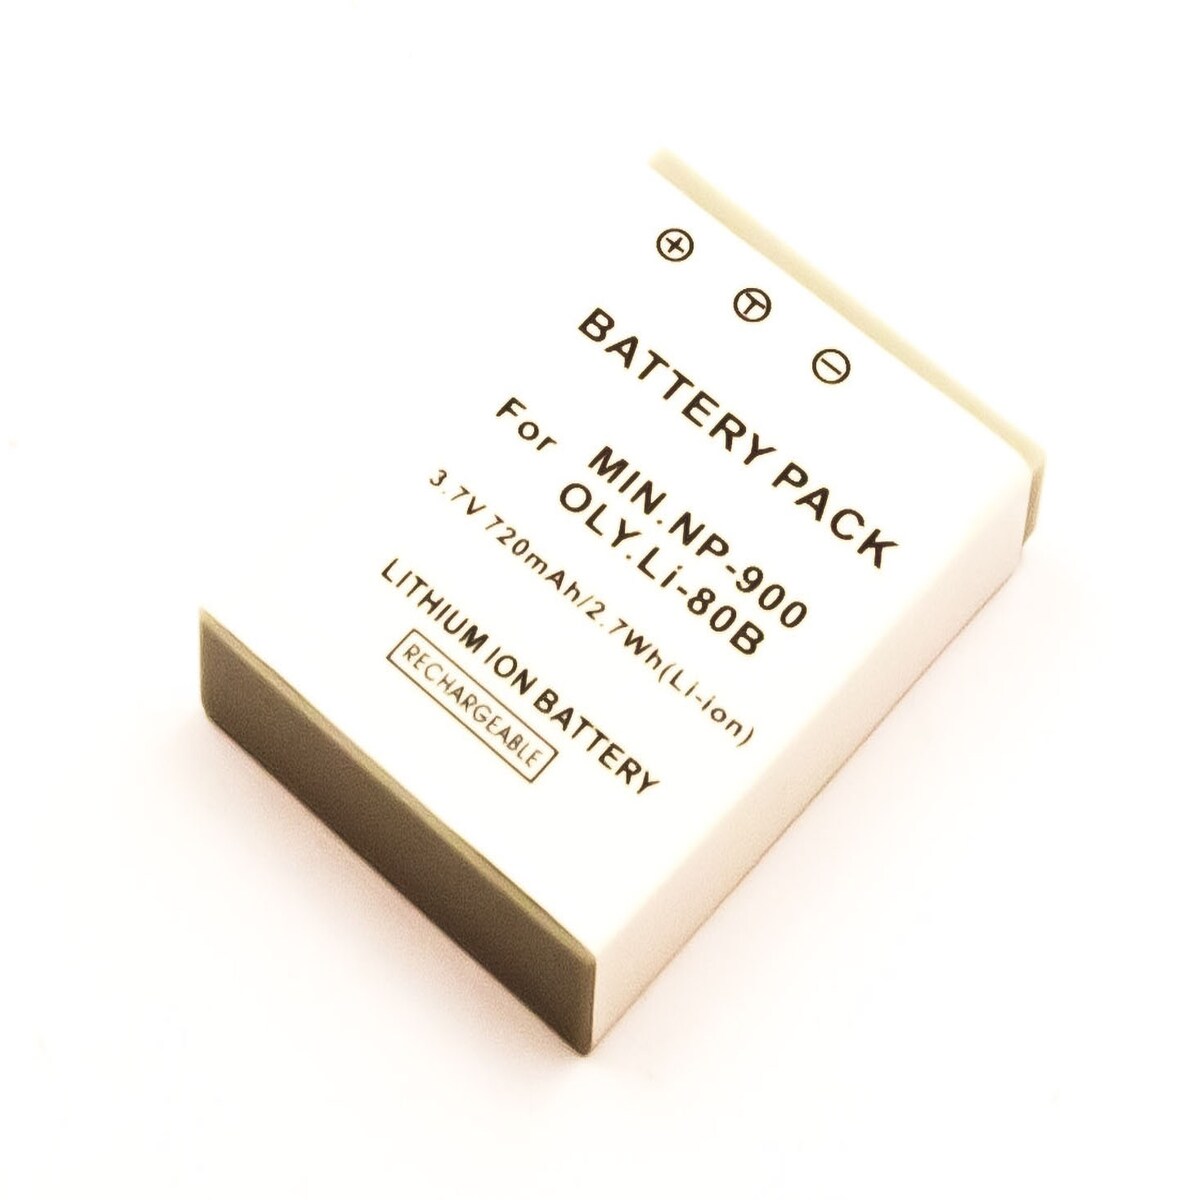 + T −
BATTERY PACK
For MIN.NP-900
OLY.Li-80B
3.7V 720mAh/2.7Wh(Li-ion)
LITHIUM ION BATTERY
RECHARGEABLE